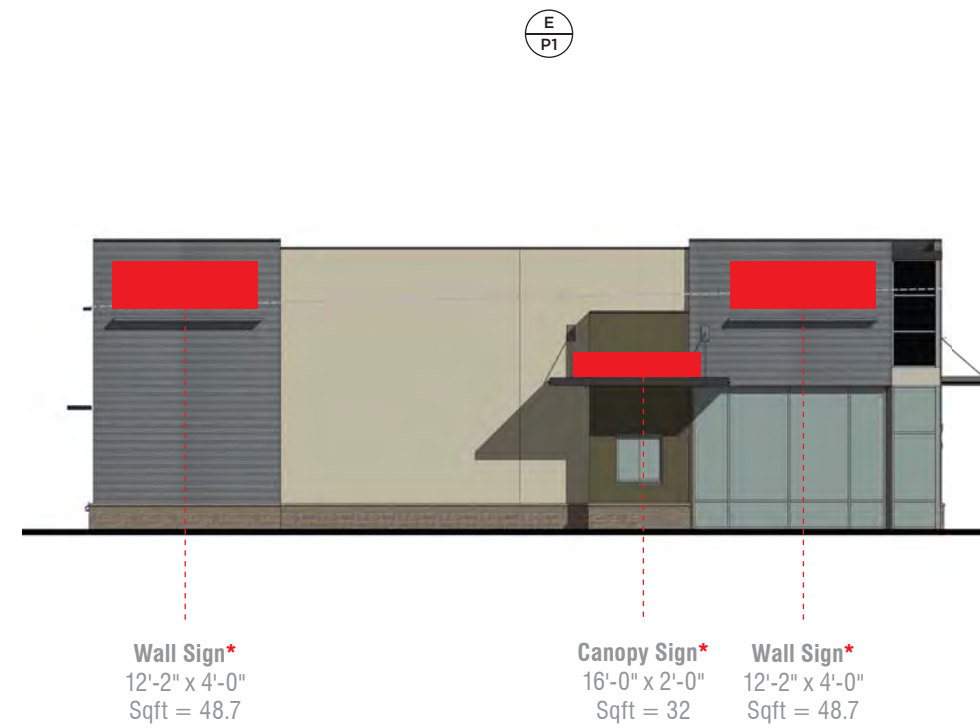 E
P1
Wall Sign*
12'-2" x 4'-0"
Sqft = 48.7
Canopy Sign*
16'-0" x 2'-0"
Sqft = 32
Wall Sign*
12'-2" x 4'-0"
Sqft = 48.7